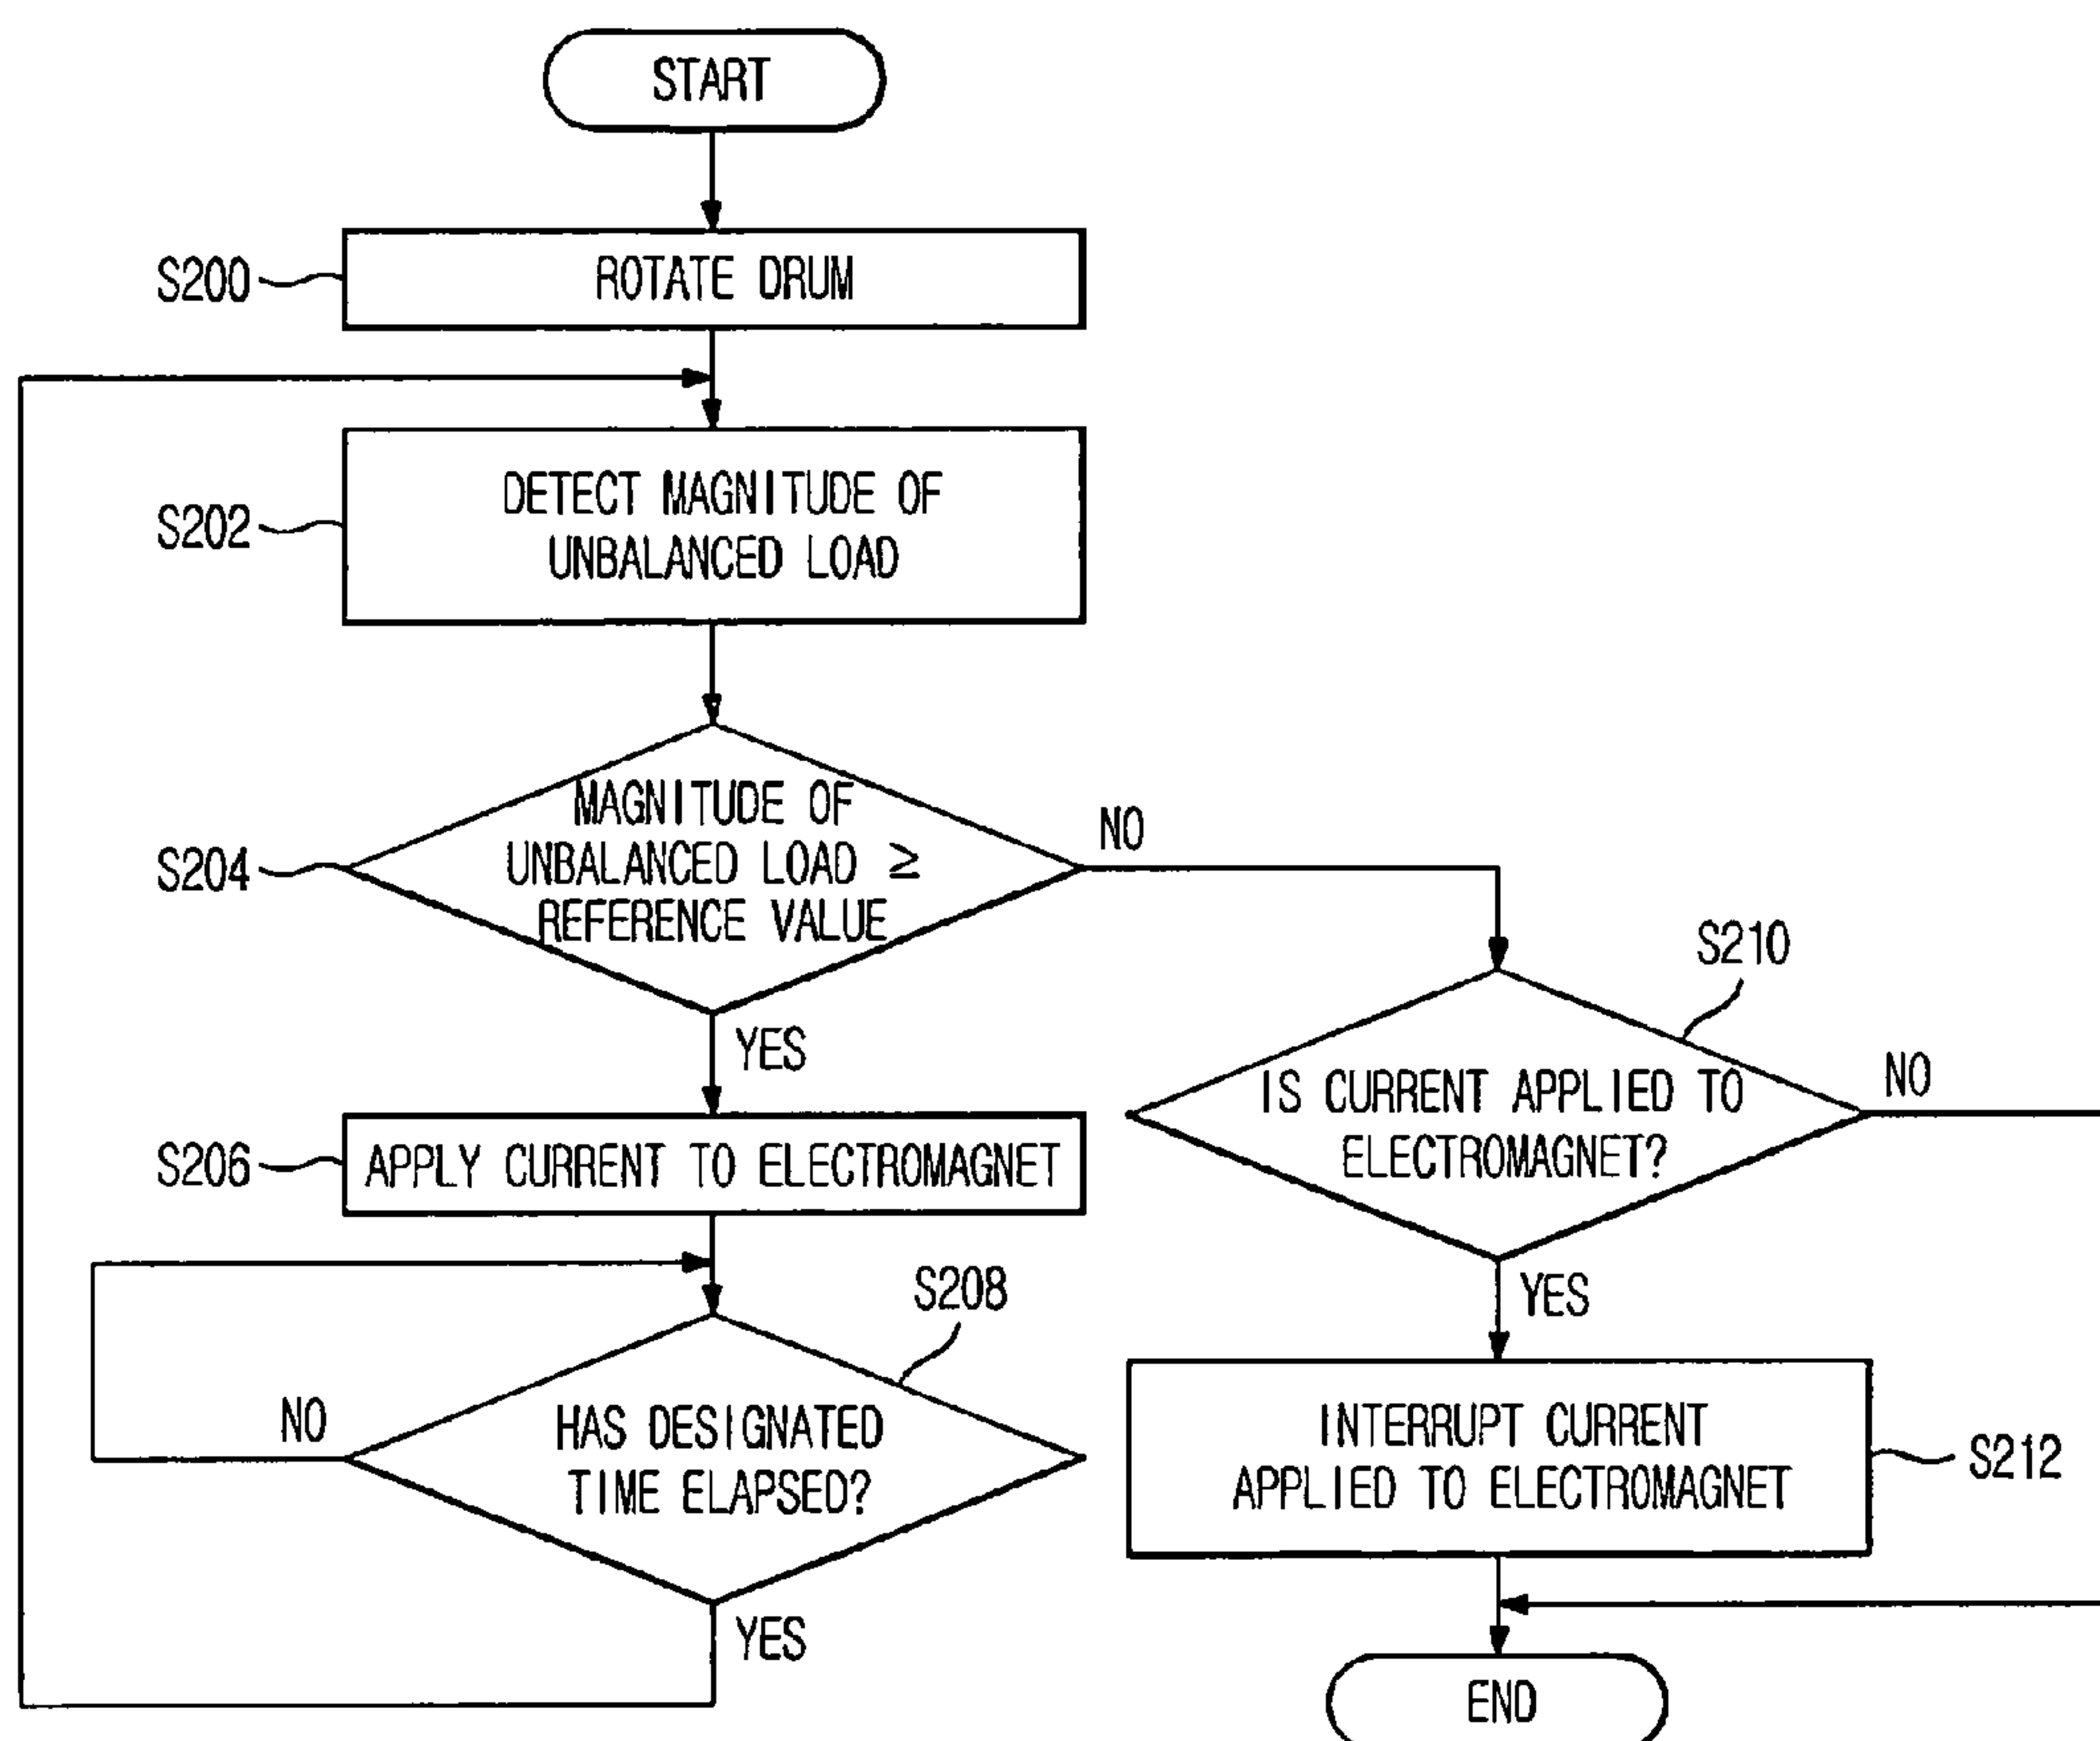 START
S200
ROTATE DRUM
S202
DETECT MAGNITUDE OF
UNBALANCED LOAD
S204
MAGNITUDE OF
UNBALANCED LOAD ≥
REFERENCE VALUE
NO
YES
S206
APPLY CURRENT TO ELECTROMAGNET
S208
HAS DESIGNATED
TIME ELAPSED?
NO
YES
S210
IS CURRENT APPLIED TO
ELECTROMAGNET?
NO
YES
INTERRUPT CURRENT
APPLIED TO ELECTROMAGNET
S212
END